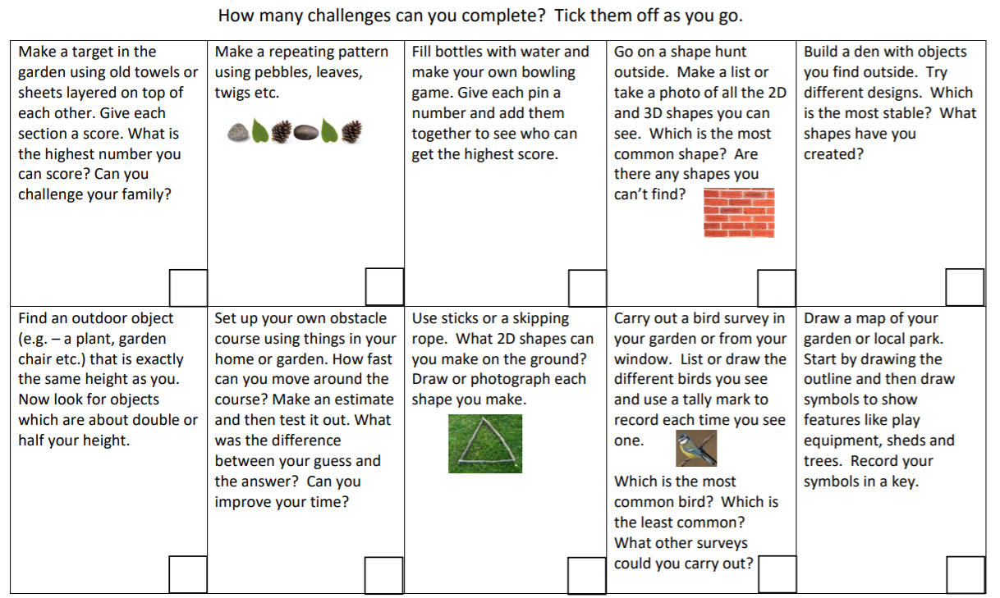 How many challenges can you complete?  Tick them off as you go.
Make a target in the
garden using old towels or
sheets layered on top of
each other. Give each
section a score. What is
the highest number you
can score? Can you
challenge your family?
Make a repeating pattern
using pebbles, leaves,
twigs etc.
Fill bottles with water and
make your own bowling
game. Give each pin a
number and add them
together to see who can
get the highest score.
Go on a shape hunt
outside.  Make a list or
take a photo of all the 2D
and 3D shapes you can
see.  Which is the most
common shape?  Are
there any shapes you
can't find?
Build a den with objects
you find outside.  Try
different designs.  Which
is the most stable?  What
shapes have you
created?
Find an outdoor object
(e.g. – a plant, garden
chair etc.) that is exactly
the same height as you.
Now look for objects
which are about double or
half your height.
Set up your own obstacle
course using things in your
home or garden. How fast
can you move around the
course? Make an estimate
and then test it out. What
was the difference
between your guess and
the answer?  Can you
improve your time?
Use sticks or a skipping
rope.  What 2D shapes can
you make on the ground?
Draw or photograph each
shape you make.
Carry out a bird survey in
your garden or from your
window.  List or draw the
different birds you see
and use a tally mark to
record each time you see
one.
Which is the most
common bird?  Which is
the least common?
What other surveys
could you carry out?
Draw a map of your
garden or local park.
Start by drawing the
outline and then draw
symbols to show
features like play
equipment, sheds and
trees.  Record your
symbols in a key.